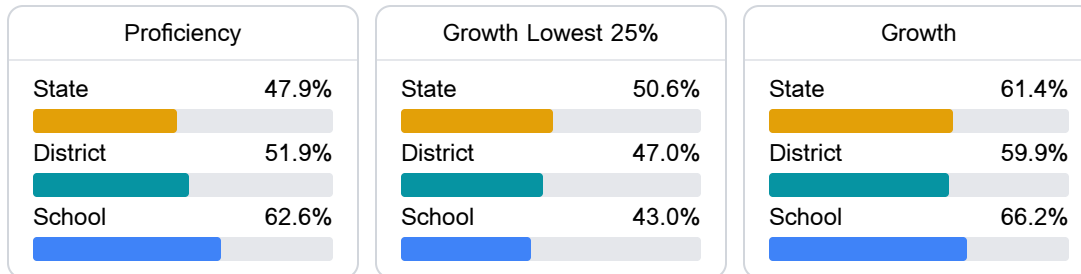 Proficiency
State 47.9%
District 51.9%
School 62.6%
Growth Lowest 25%
State 50.6%
District 47.0%
School 43.0%
Growth
State 61.4%
District 59.9%
School 66.2%